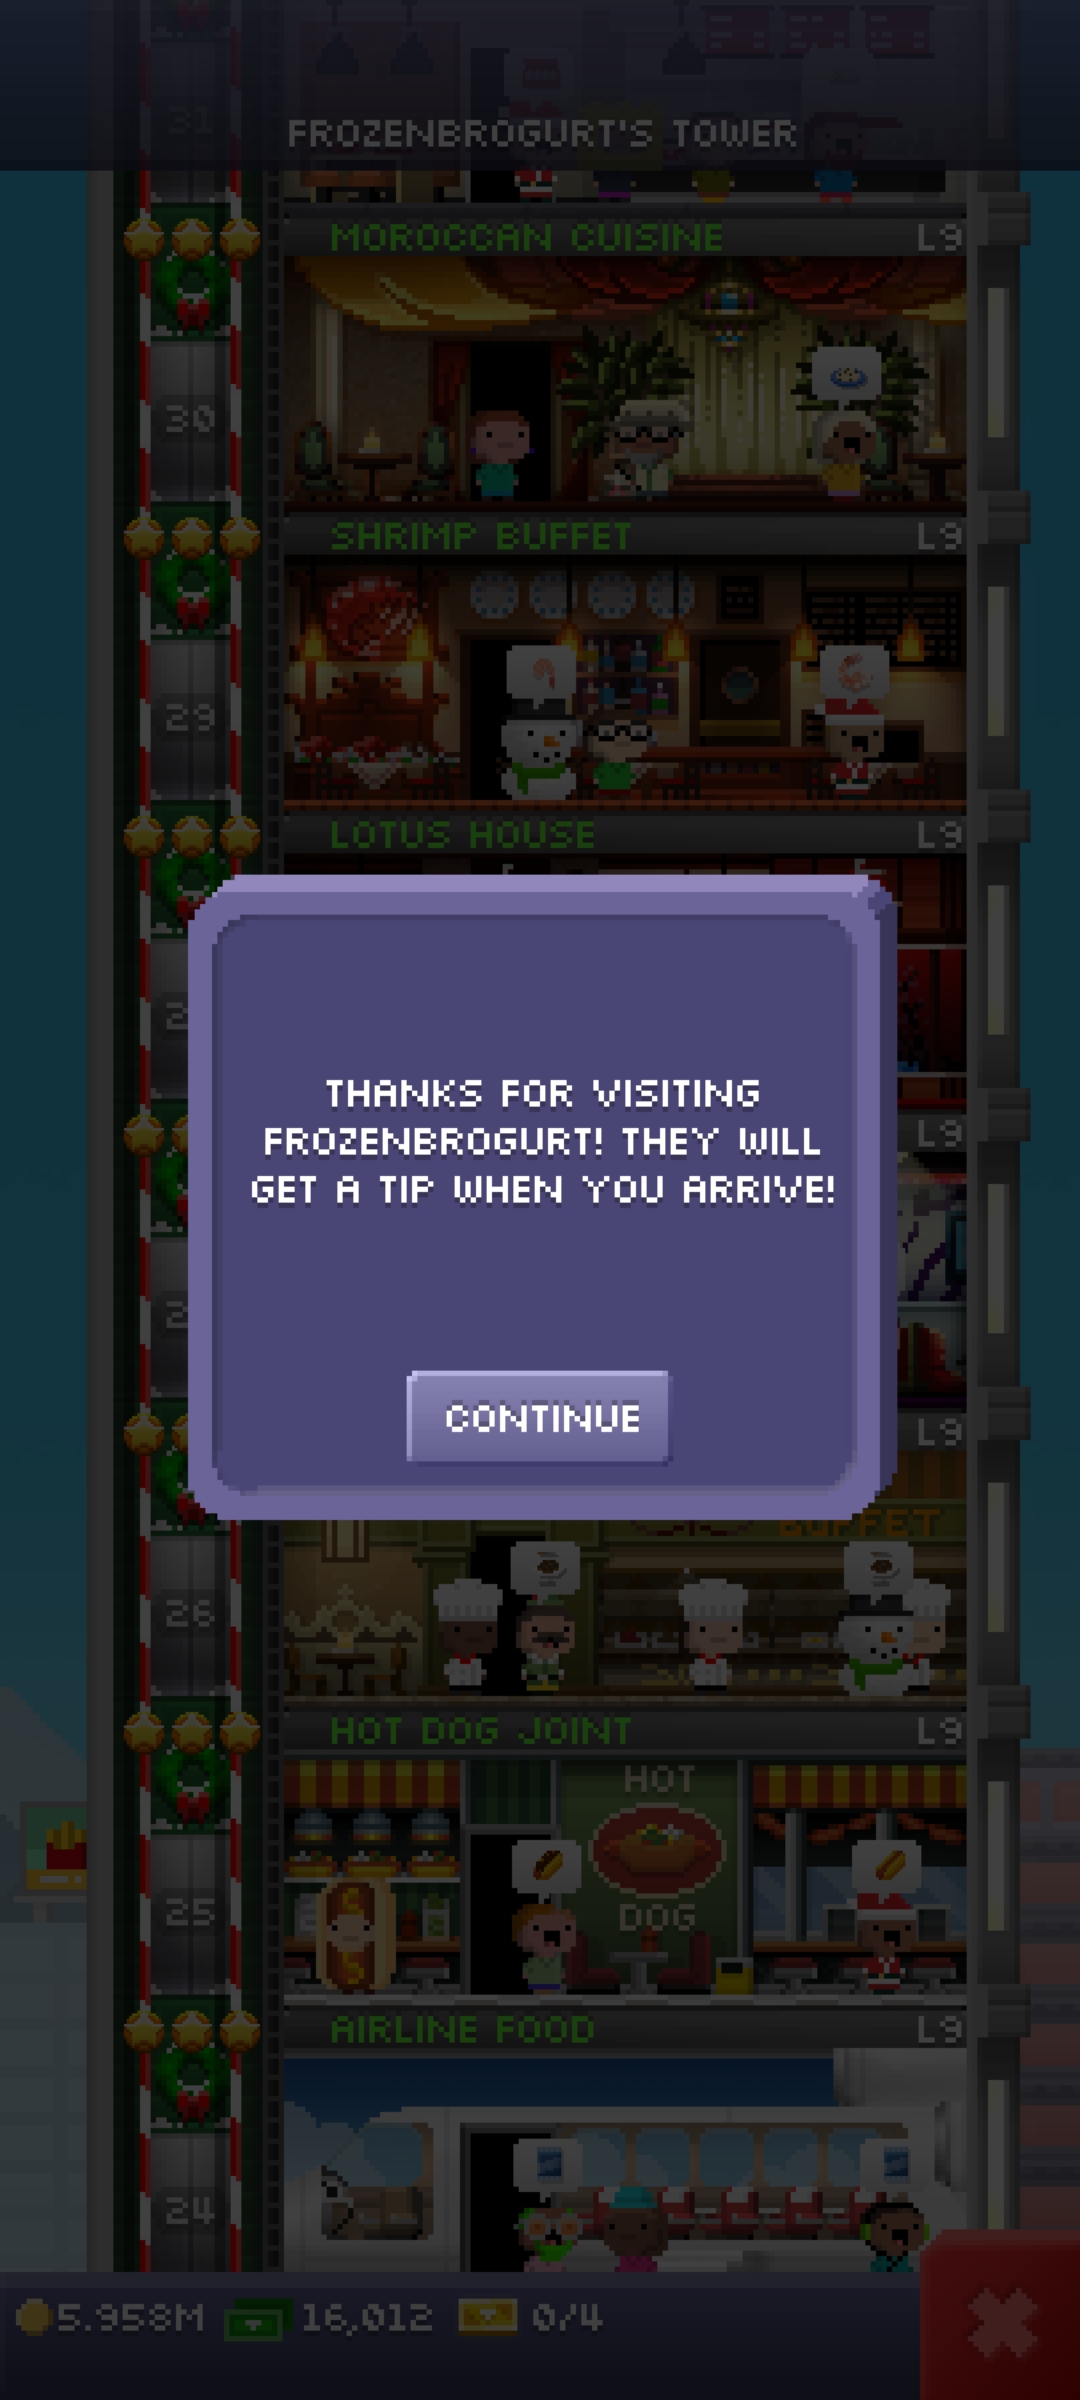 31
FROZENBROGURT'S TOWER
MOROCCAN CUISINE L9
30
SHRIMP BUFFET L9
29
LOTUS HOUSE L9
L9
THANKS FOR VISITING
FROZENBROGURT! THEY WILL
GET A TIP WHEN YOU ARRIVE!
CONTINUE
L9
BUFFET
26
HOT DOG JOINT L9
HOT
DOG
25
AIRLINE FOOD L9
24
5.958M 16,012 0/4